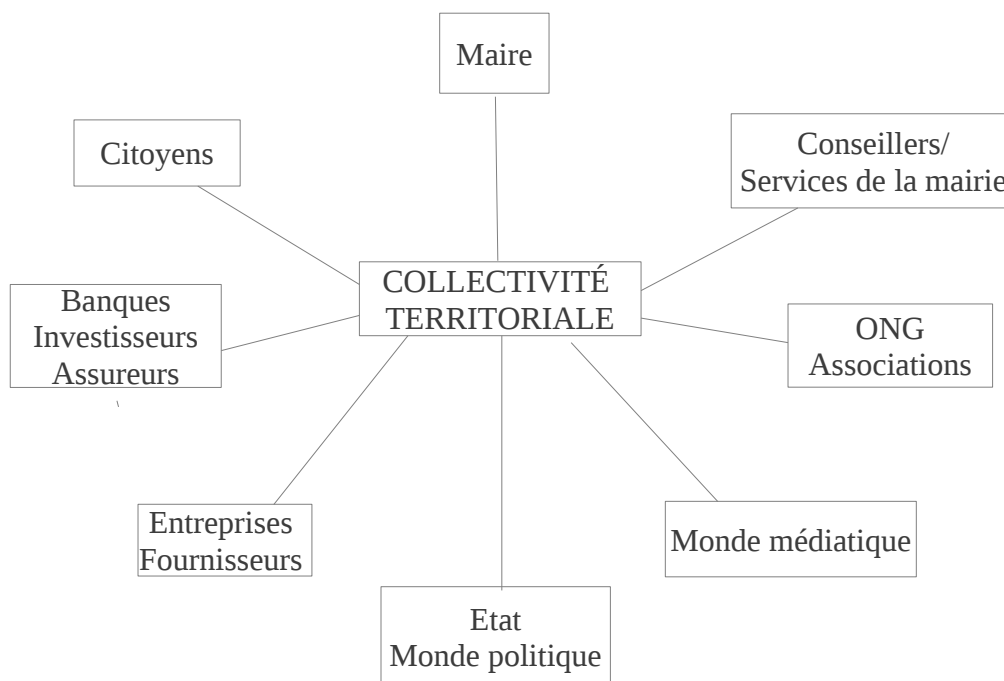 Maire
Citoyens
Conseillers/
Services de la mairie
COLLECTIVITÉ
TERRITORIALE
Banques
Investisseurs
Assureurs
ONG
Associations
Entreprises
Fournisseurs
Monde médiatique
Etat
Monde politique